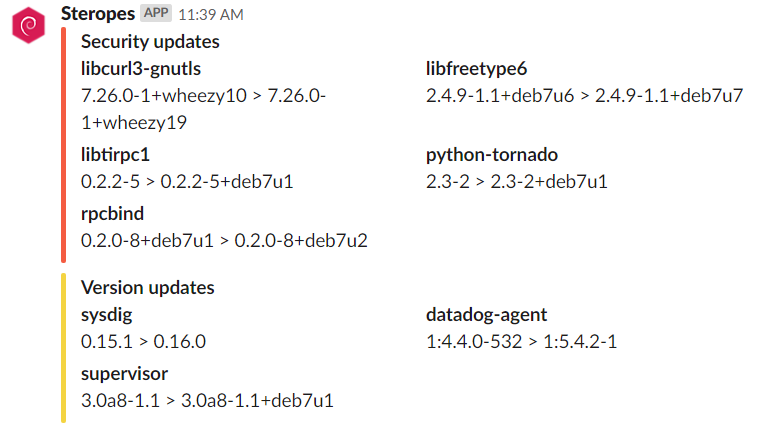 Steropes APP 11:39 AM
Security updates
libcurl3-gnutls
7.26.0-1+wheezy10 > 7.26.0-
1+wheezy19
libfreetype6
2.4.9-1.1+deb7u6 > 2.4.9-1.1+deb7u7
libtirpc1
0.2.2-5 > 0.2.2-5+deb7u1
python-tornado
2.3-2 > 2.3-2+deb7u1
rpcbind
0.2.0-8+deb7u1 > 0.2.0-8+deb7u2
Version updates
sysdig
0.15.1 > 0.16.0
datadog-agent
1:4.4.0-532 > 1:5.4.2-1
supervisor
3.0a8-1.1 > 3.0a8-1.1+deb7u1